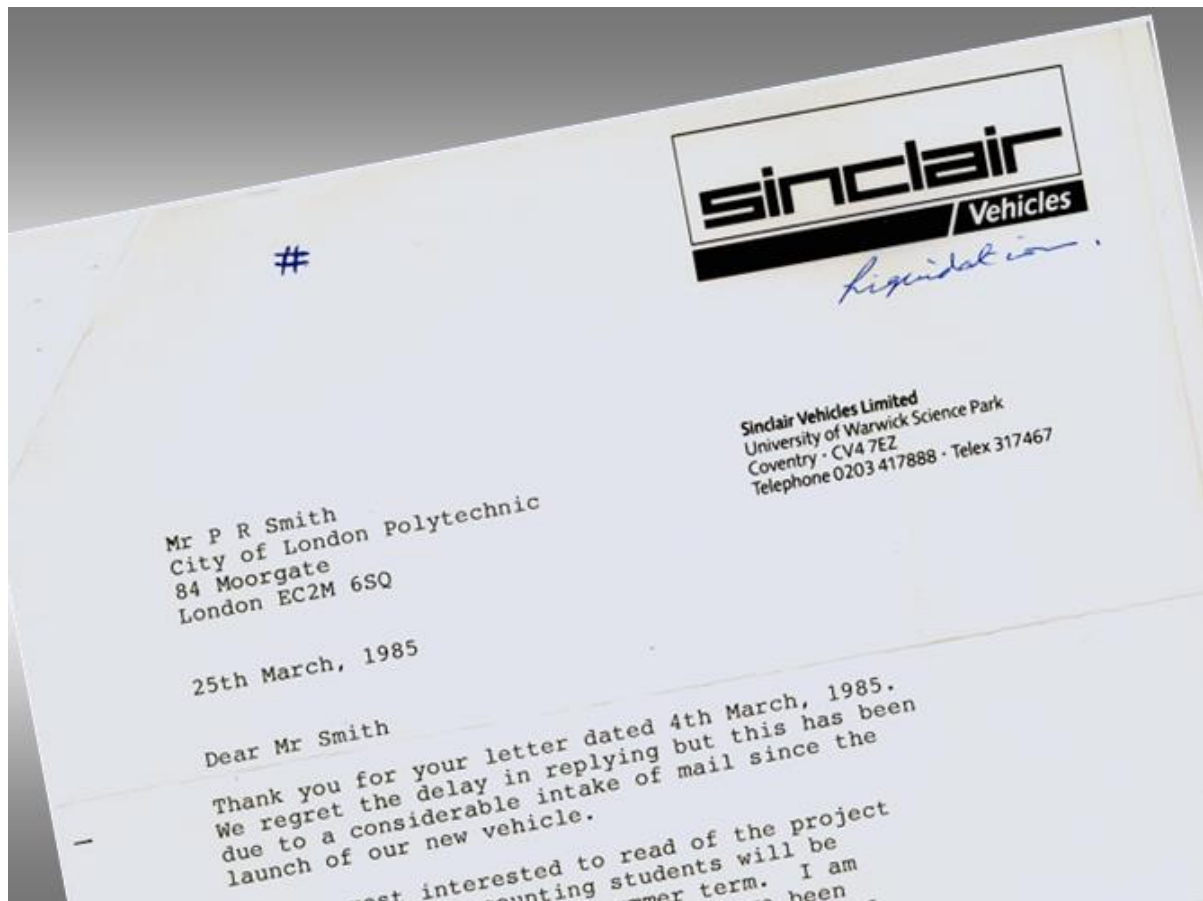 sinclair
Vehicles
#
Liquidation.
Sinclair Vehicles Limited
University of Warwick Science Park
Coventry · CV4 7EZ
Telephone 0203 417888 · Telex 317467
Mr P R Smith
City of London Polytechnic
84 Moorgate
London EC2M 6SQ
25th March, 1985
Dear Mr Smith
Thank you for your letter dated 4th March, 1985.
We regret the delay in replying but this has been
due to a considerable intake of mail since the
launch of our new vehicle.
interested to read of the project
students will be
term. I am
been